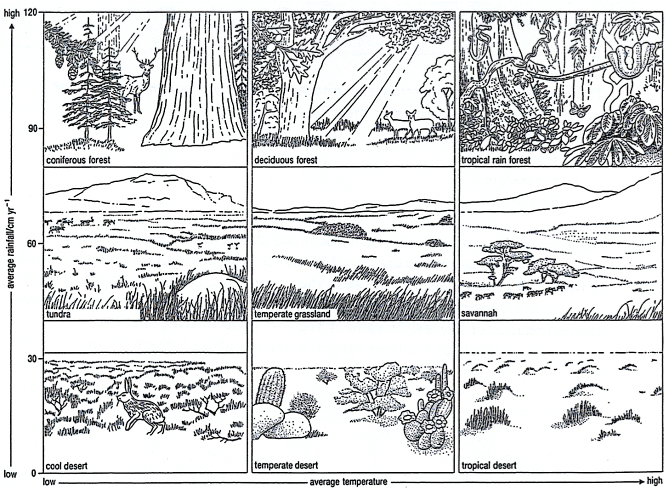 high
120
coniferous forest
deciduous forest
tropical rain forest
90
average rainfall/cm yr⁻¹
60
tundra
temperate grassland
savannah
30
cool desert
temperate desert
tropical desert
low
0
low
average temperature
high